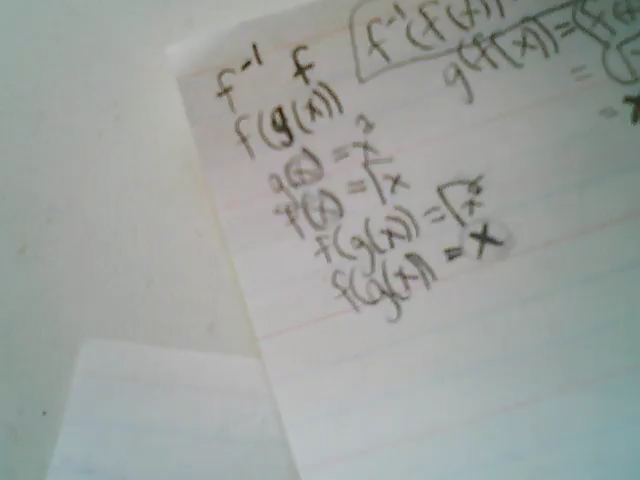 f⁻¹ f
f(g(x))
g(x) = x²
f(x) = √x
f(g(x)) = √x²
f(g(x)) = x
f⁻¹(f(x))
g(f(x)) = (√x
=
= x